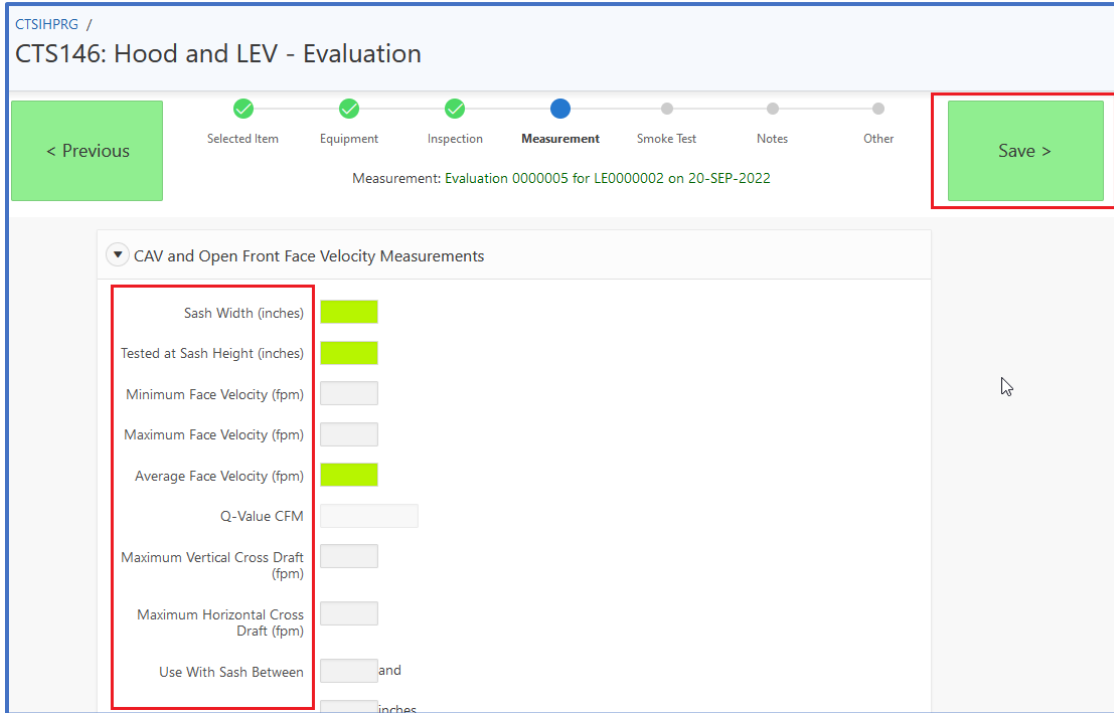 CTSIHPRG /
CTS146: Hood and LEV - Evaluation
< Previous
Selected Item
Equipment
Inspection
Measurement
Smoke Test
Notes
Other
Save >
Measurement: Evaluation 0000005 for LE0000002 on 20-SEP-2022
CAV and Open Front Face Velocity Measurements
Sash Width (inches)
Tested at Sash Height (inches)
Minimum Face Velocity (fpm)
Maximum Face Velocity (fpm)
Average Face Velocity (fpm)
Q-Value CFM
Maximum Vertical Cross Draft
(fpm)
Maximum Horizontal Cross
Draft (fpm)
Use With Sash Between and
inches